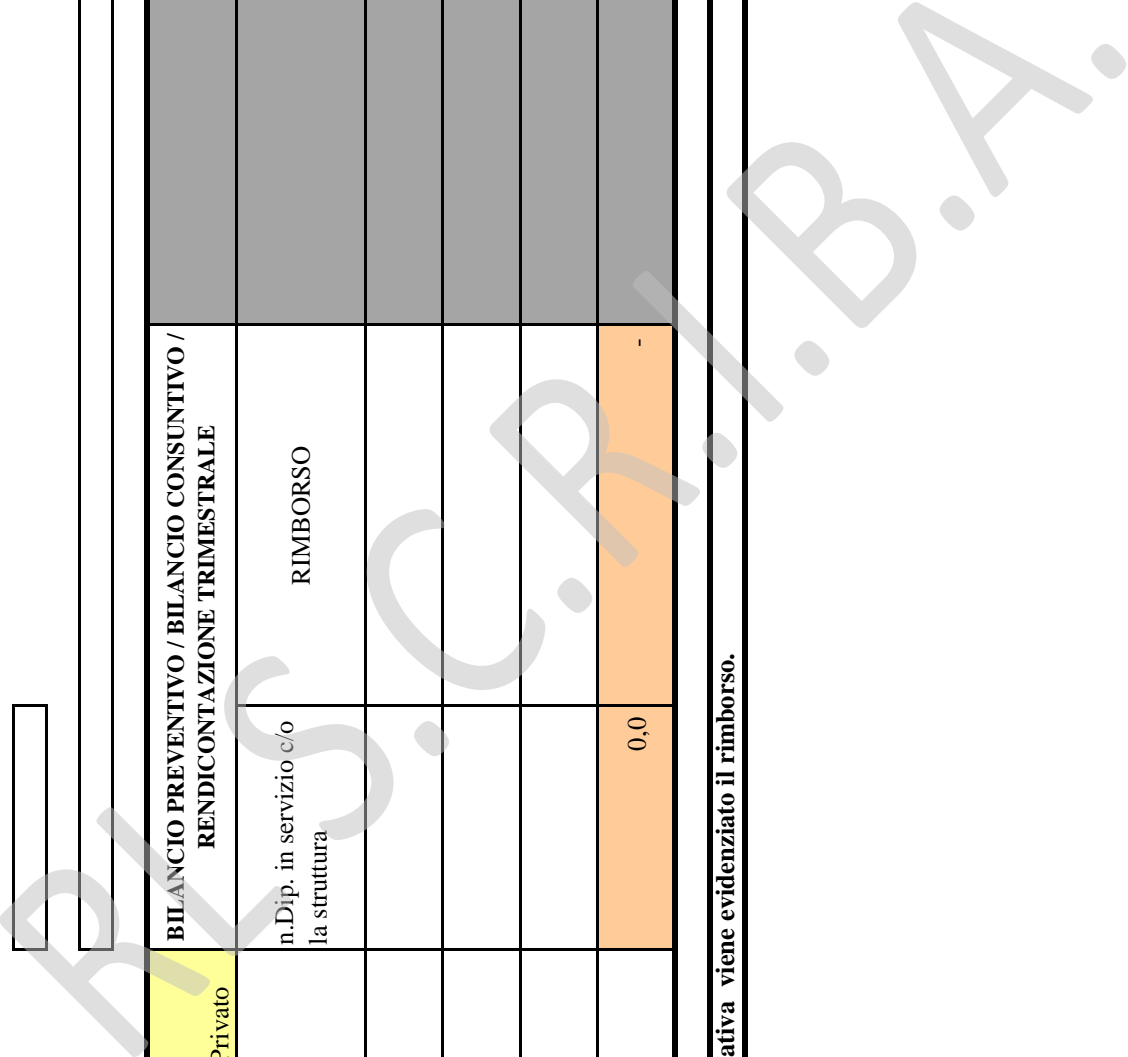 Privato
BILANCIO PREVENTIVO / BILANCIO CONSUNTIVO /
RENDICONTAZIONE TRIMESTRALE
n.Dip. in servizio c/o
la struttura
RIMBORSO
0,0
-
ativa viene evidenziato il rimborso.
RLS.C.R.I.B.A.